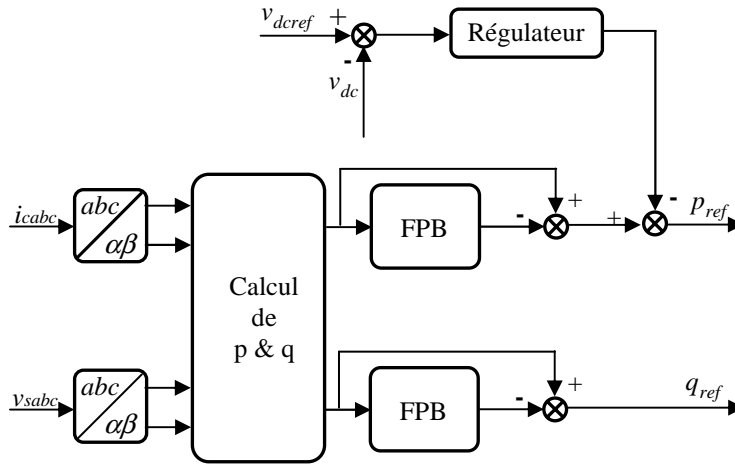 v_dcref + Régulateur
-
v_dc
i_cabc abc αβ
Calcul
de
p & q
FPB
- + + - p_ref
v_sabc abc αβ
FPB
- + q_ref